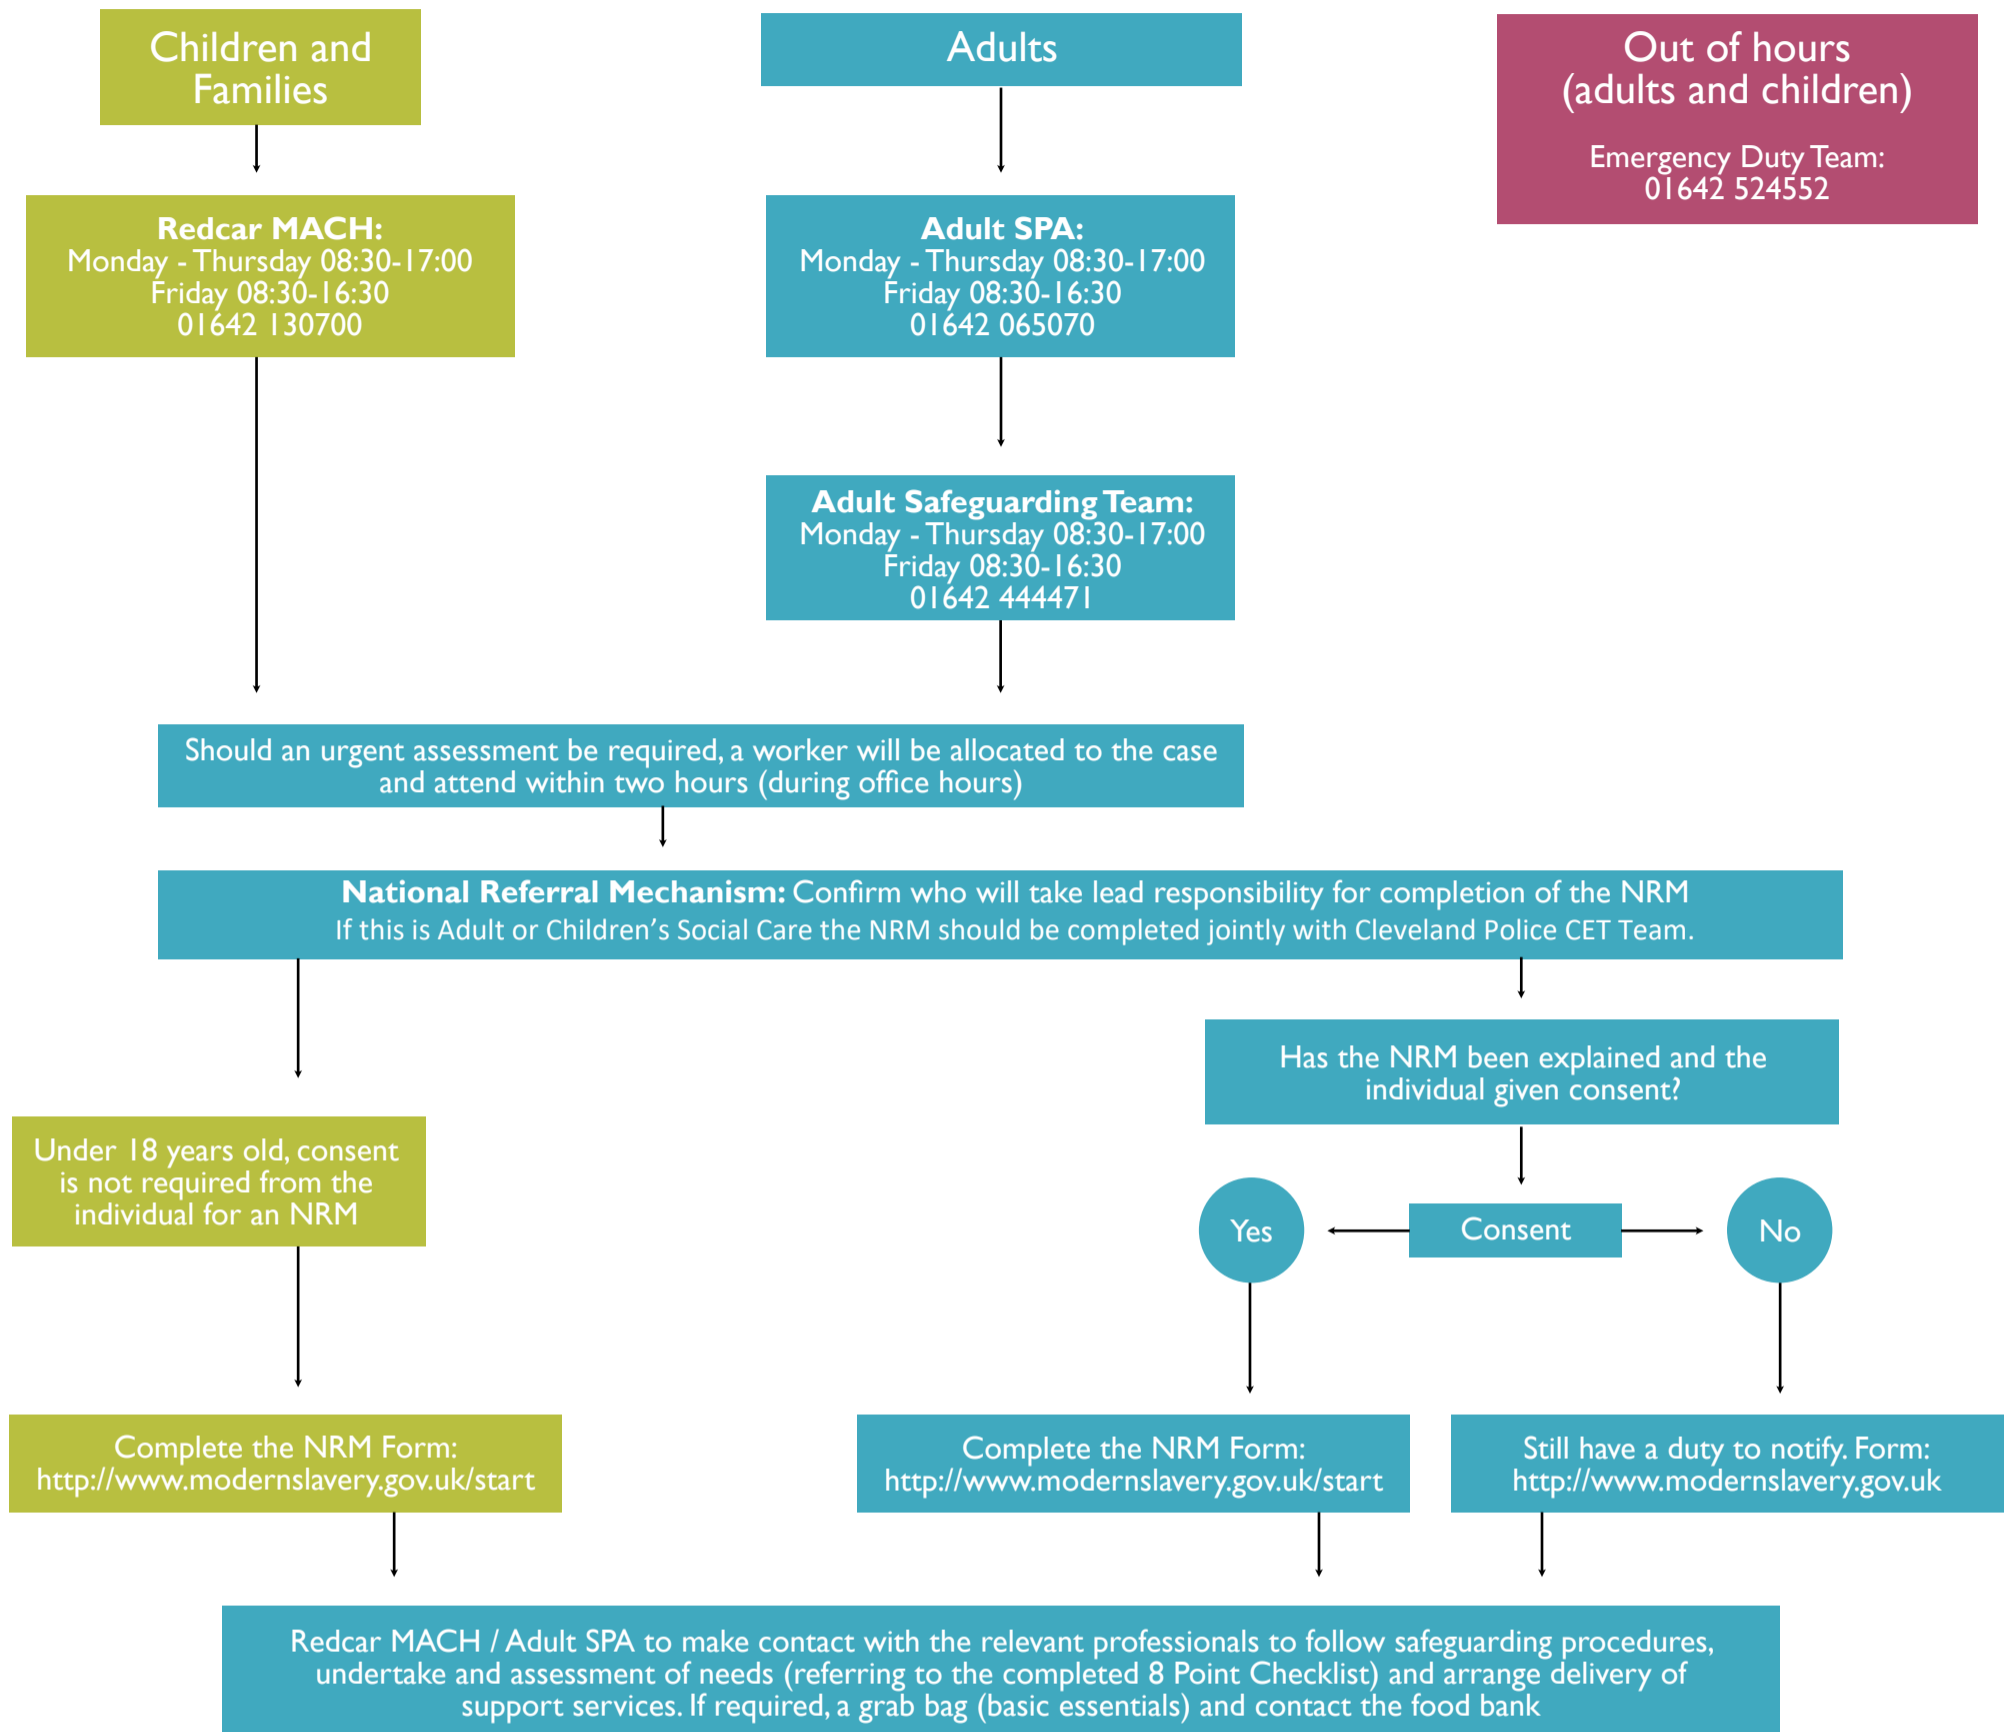 Children and
Families
Adults
Out of hours
(adults and children)
Emergency Duty Team:
01642 524552
Redcar MACH:
Monday - Thursday 08:30-17:00
Friday 08:30-16:30
01642 130700
Adult SPA:
Monday - Thursday 08:30-17:00
Friday 08:30-16:30
01642 065070
Adult Safeguarding Team:
Monday - Thursday 08:30-17:00
Friday 08:30-16:30
01642 444471
Should an urgent assessment be required, a worker will be allocated to the case
and attend within two hours (during office hours)
National Referral Mechanism: Confirm who will take lead responsibility for completion of the NRM
If this is Adult or Children’s Social Care the NRM should be completed jointly with Cleveland Police CET Team.
Has the NRM been explained and the
individual given consent?
Under 18 years old, consent
is not required from the
individual for an NRM
Yes
Consent
No
Complete the NRM Form:
http://www.modernslavery.gov.uk/start
Complete the NRM Form:
http://www.modernslavery.gov.uk/start
Still have a duty to notify. Form:
http://www.modernslavery.gov.uk
Redcar MACH / Adult SPA to make contact with the relevant professionals to follow safeguarding procedures,
undertake and assessment of needs (referring to the completed 8 Point Checklist) and arrange delivery of
support services. If required, a grab bag (basic essentials) and contact the food bank